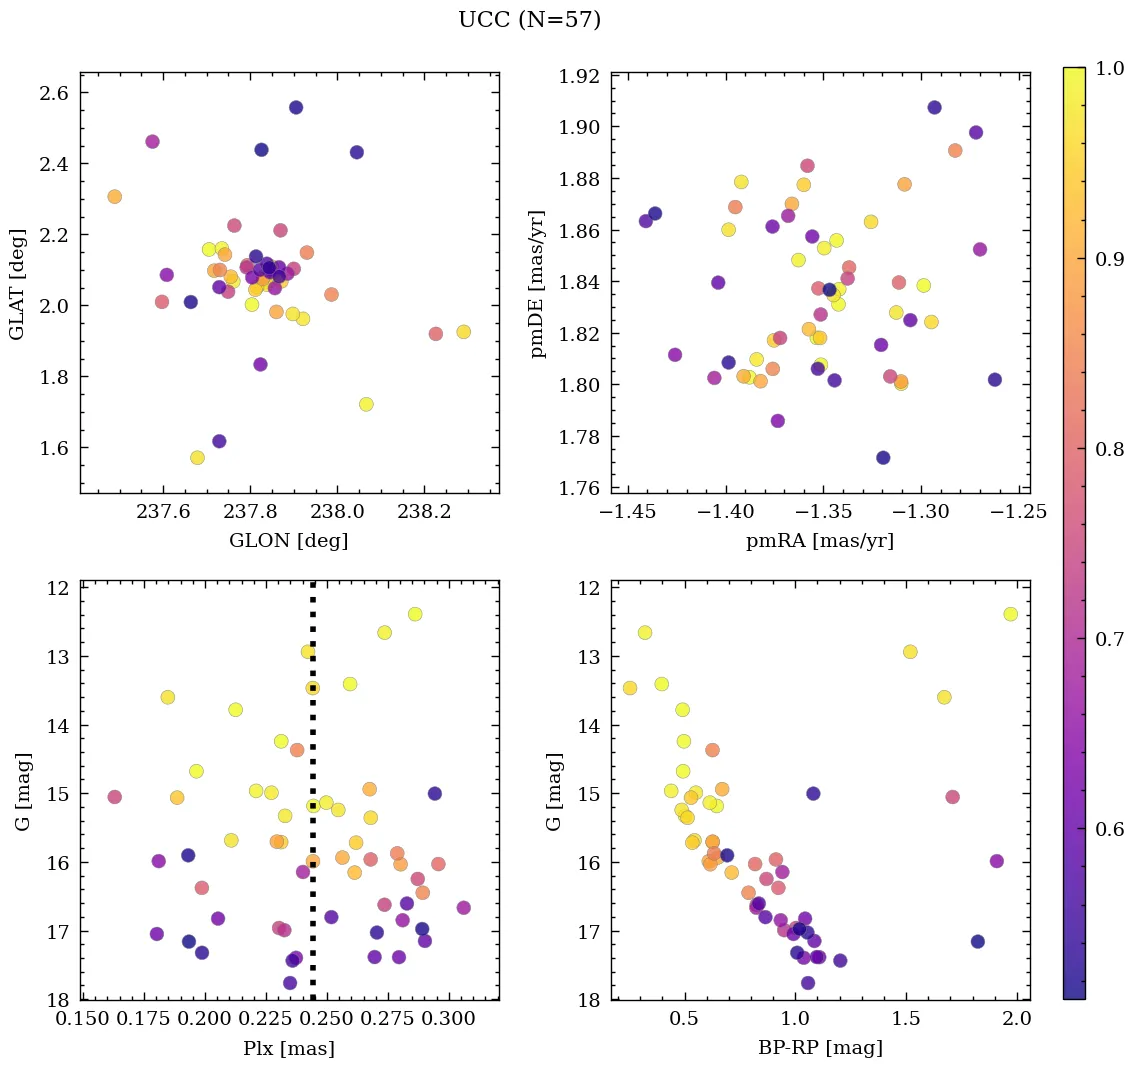 UCC (N=57)
2.6
2.4
2.2
2.0
1.8
1.6
GLAT [deg]
237.6 237.8 238.0 238.2
GLON [deg]
1.92
1.90
1.88
1.86
1.84
1.82
1.80
1.78
1.76
pmDE [mas/yr]
−1.45 −1.40 −1.35 −1.30 −1.25
pmRA [mas/yr]
12
13
14
15
16
17
18
G [mag]
0.150 0.175 0.200 0.225 0.250 0.275 0.300
Plx [mas]
12
13
14
15
16
17
18
G [mag]
0.5 1.0 1.5 2.0
BP-RP [mag]
1.0
0.9
0.8
0.7
0.6